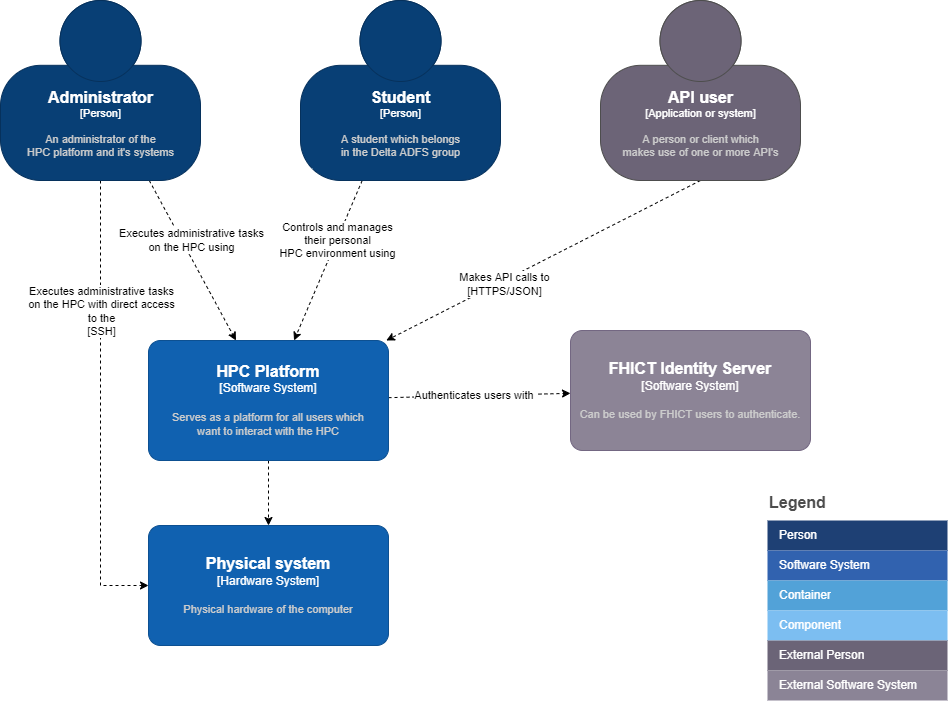 Administrator
[Person]
An administrator of the
HPC platform and it's systems
Student
[Person]
A student which belongs
in the Delta ADFS group
API user
[Application or system]
A person or client which
makes use of one or more API's
Executes administrative tasks
on the HPC using
Controls and manages
their personal
HPC environment using
Makes API calls to
[HTTPS/JSON]
Executes administrative tasks
on the HPC with direct access
to the
[SSH]
HPC Platform
[Software System]
Serves as a platform for all users which
want to interact with the HPC
Authenticates users with
FHICT Identity Server
[Software System]
Can be used by FHICT users to authenticate.
Physical system
[Hardware System]
Physical hardware of the computer
Legend
Person
Software System
Container
Component
External Person
External Software System